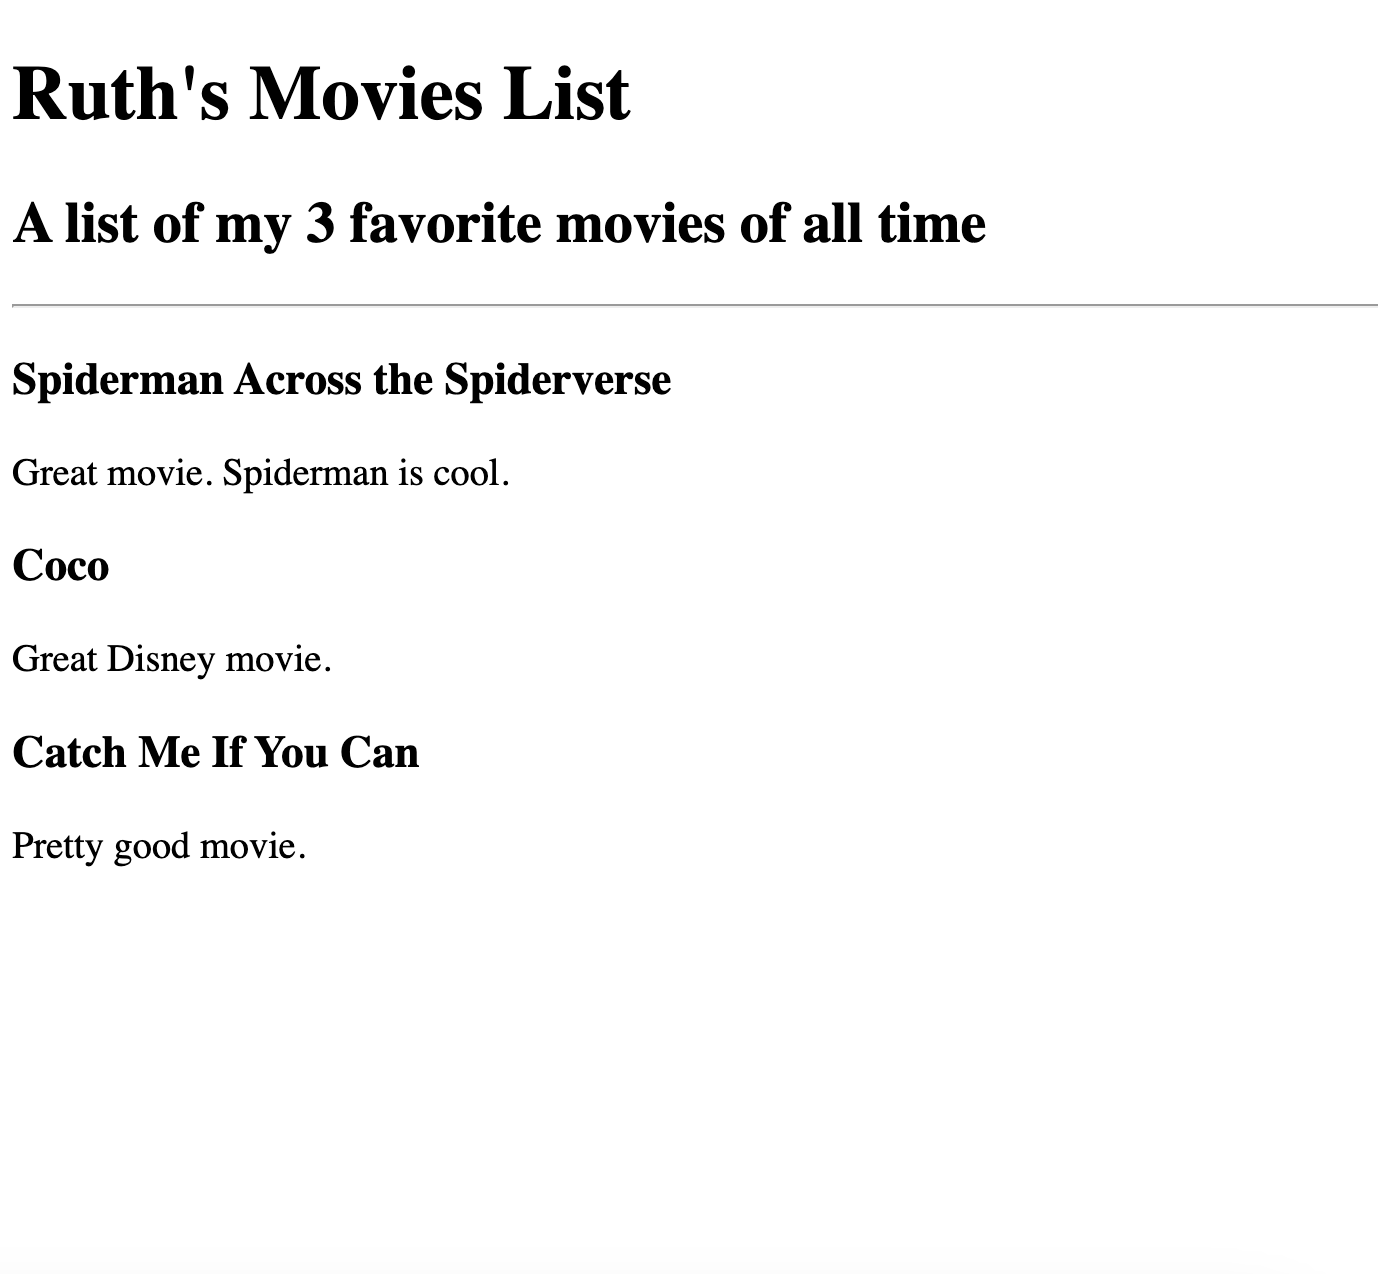 Ruth's Movies List
A list of my 3 favorite movies of all time
Spiderman Across the Spiderverse
Great movie. Spiderman is cool.
Coco
Great Disney movie.
Catch Me If You Can
Pretty good movie.